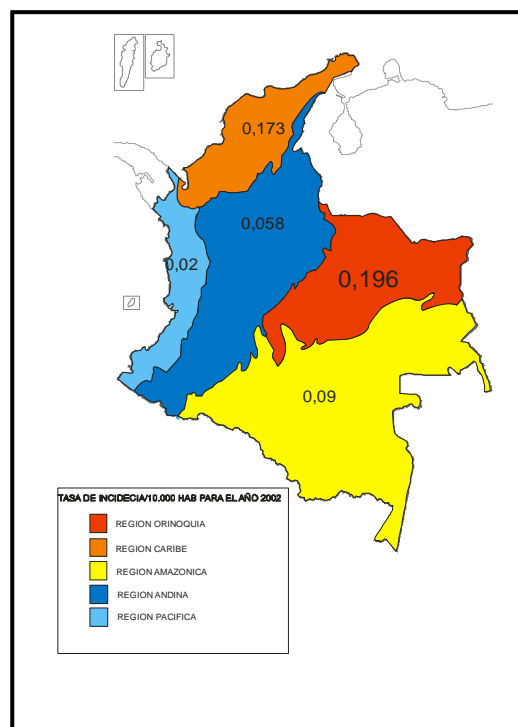 0,173
0,058
0,02
0,196
0,09
TASA DE INCIDECIA/10.000 HAB PARA EL AÑO 2002
REGION ORINOQUIA
REGION CARIBE
REGION AMAZONICA
REGION ANDINA
REGION PACIFICA